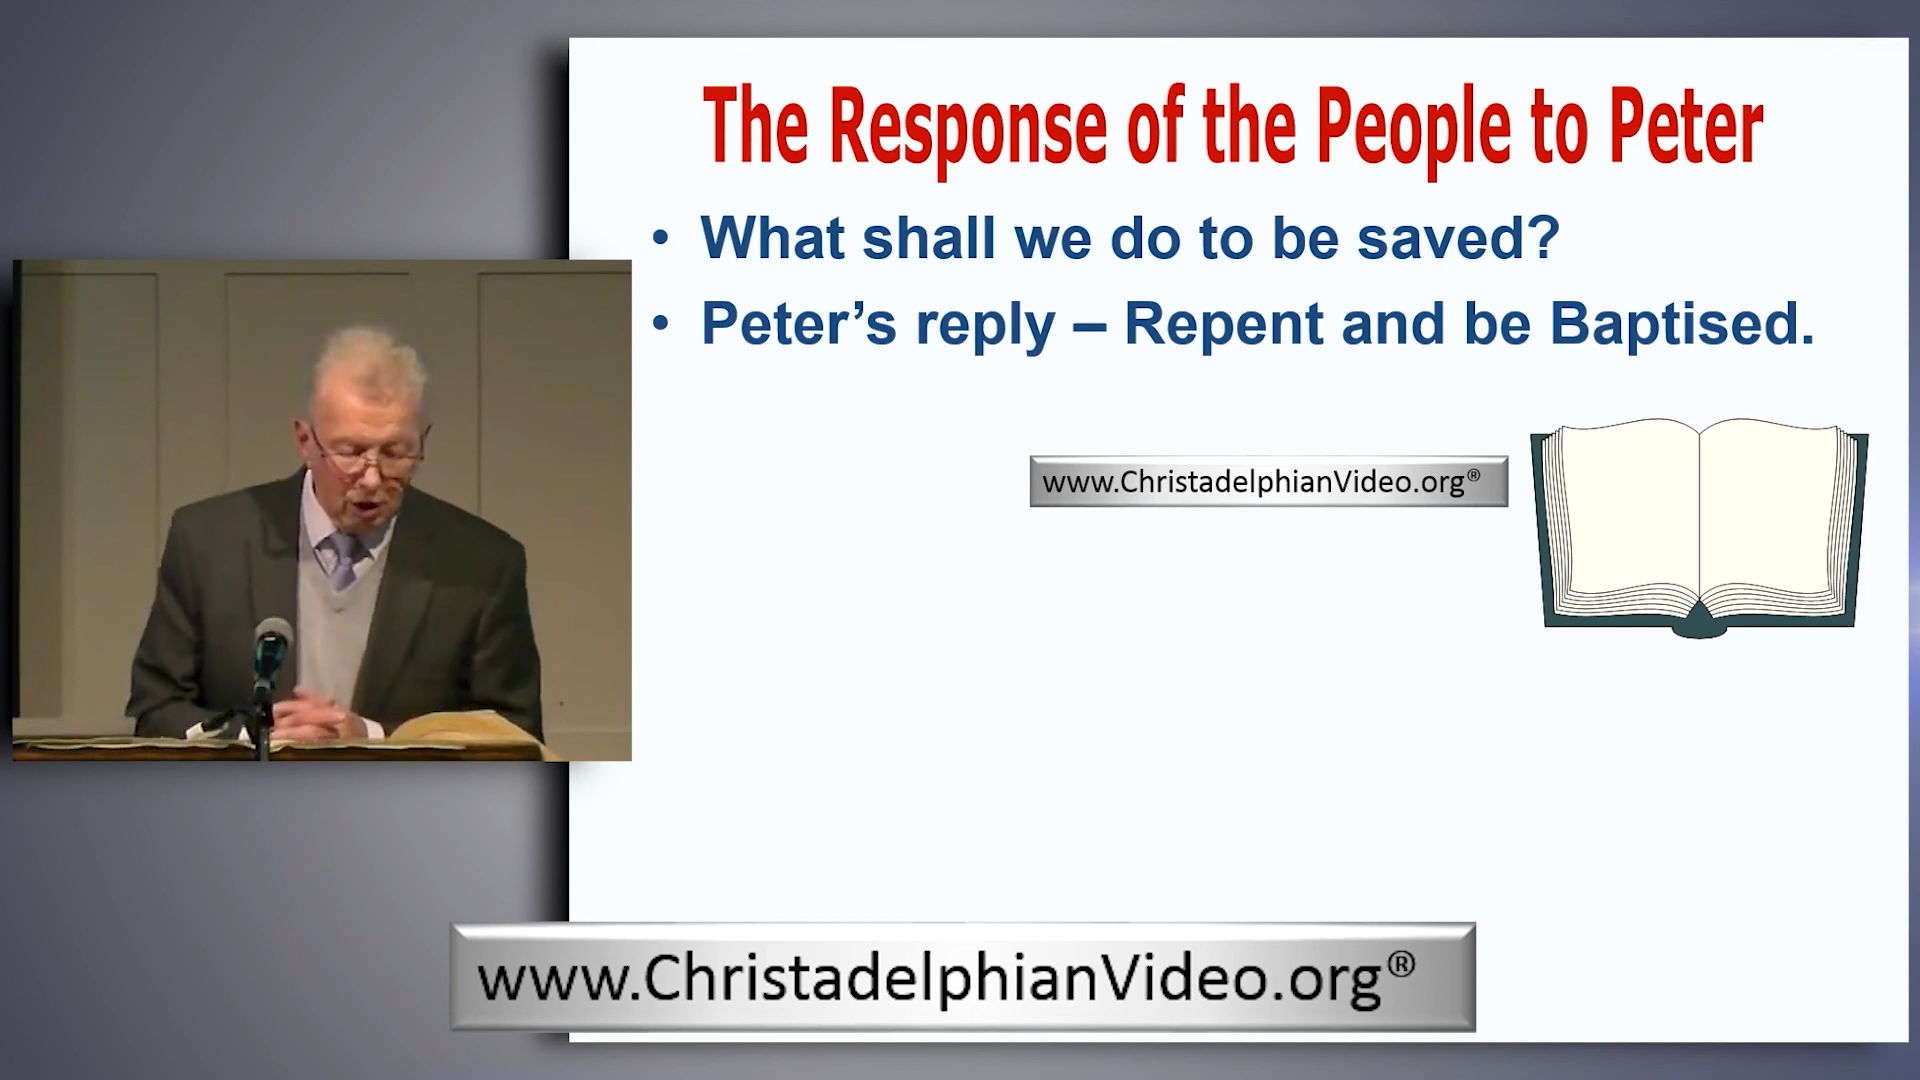 The Response of the People to Peter
• What shall we do to be saved?
• Peter’s reply – Repent and be Baptised.
www.ChristadelphianVideo.org®
www.ChristadelphianVideo.org®